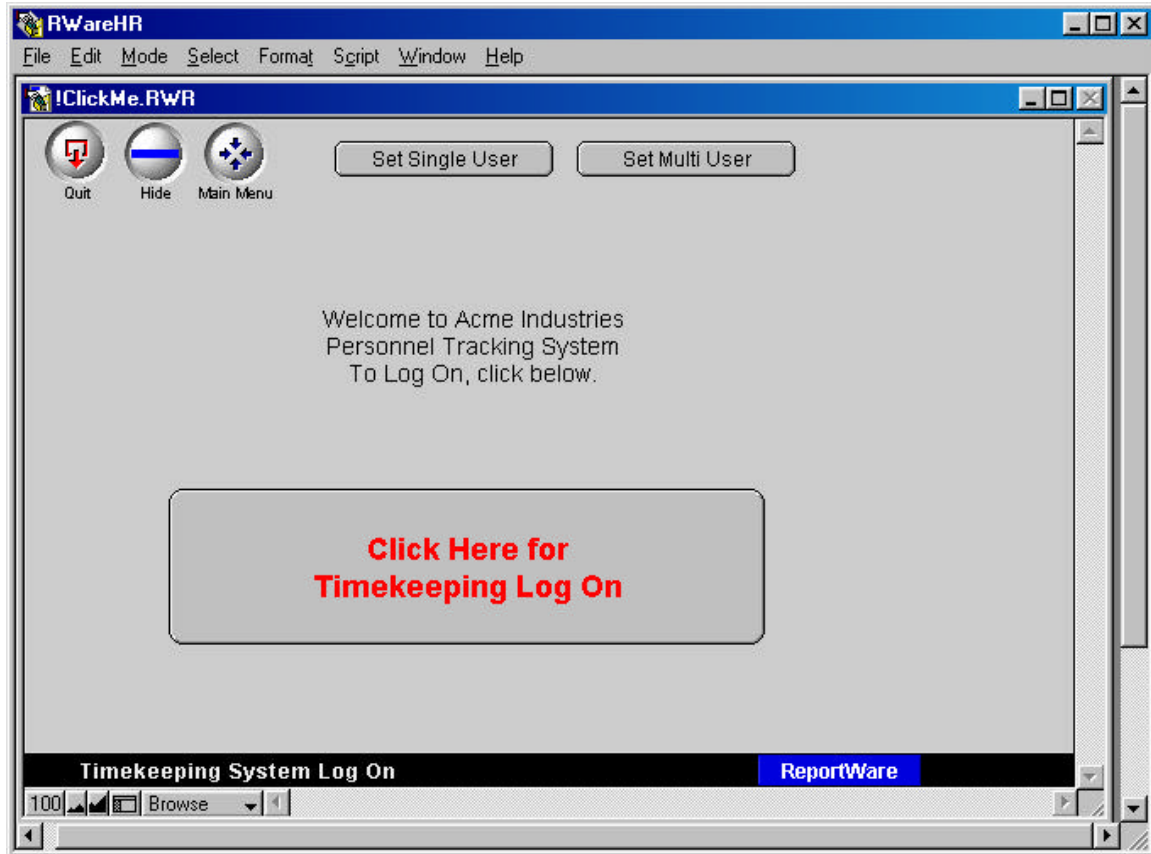 RWareHR
File Edit Mode Select Format Script Window Help
!ClickMe.RWR
Set Single User Set Multi User
Quit Hide Main Menu
Welcome to Acme Industries
Personnel Tracking System
To Log On, click below.
Click Here for
Timekeeping Log On
Timekeeping System Log On ReportWare
100 Browse